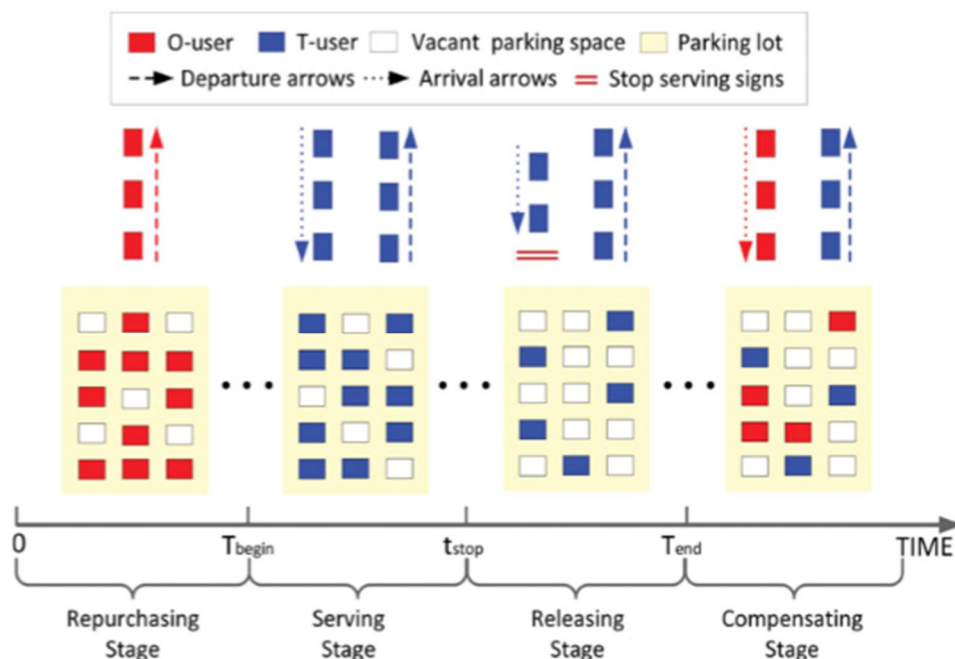 O-user T-user Vacant parking space Parking lot
Departure arrows Arrival arrows Stop serving signs
0 Tbegin tstop Tend TIME
Repurchasing Stage
Serving Stage
Releasing Stage
Compensating Stage